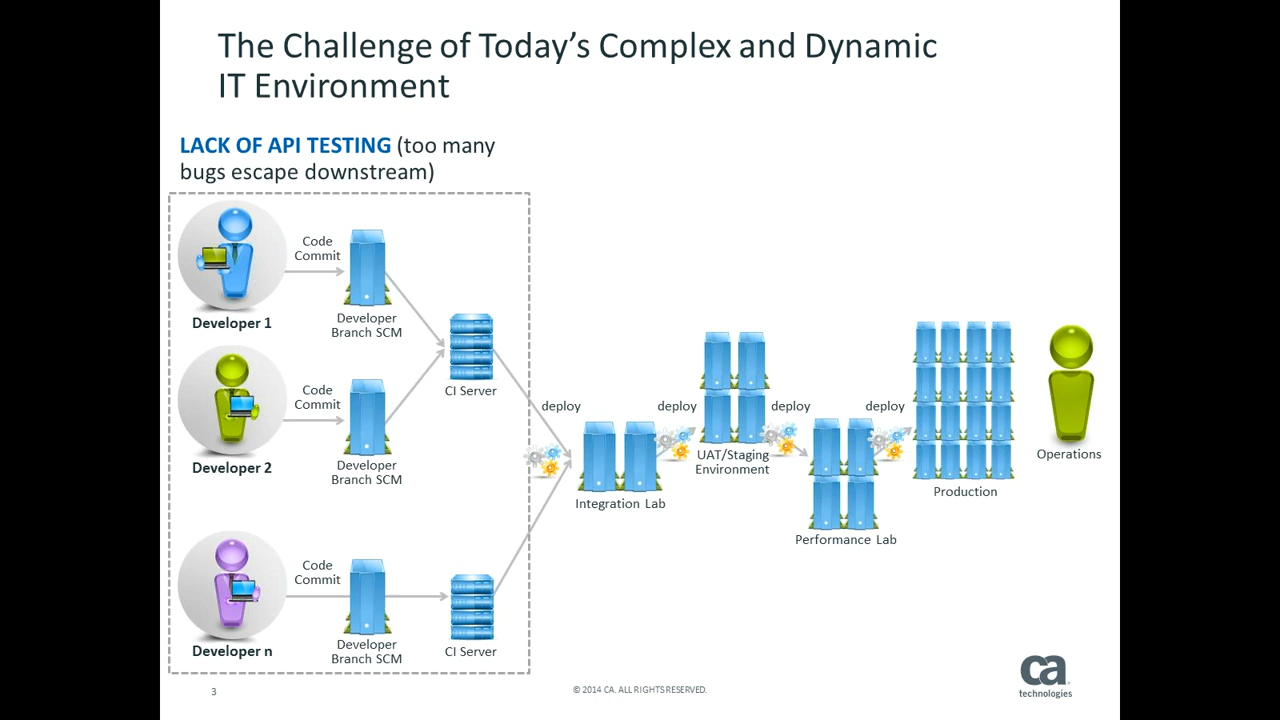 The Challenge of Today's Complex and Dynamic
IT Environment
LACK OF API TESTING (too many
bugs escape downstream)
Code
Commit
Developer 1
Developer
Branch SCM
CI Server
Code
Commit
Developer 2
Developer
Branch SCM
Code
Commit
Developer n
Developer
Branch SCM
CI Server
deploy
Integration Lab
deploy
UAT/Staging
Environment
deploy
Performance Lab
deploy
Production
Operations
3
© 2014 CA. ALL RIGHTS RESERVED.
ca
technologies